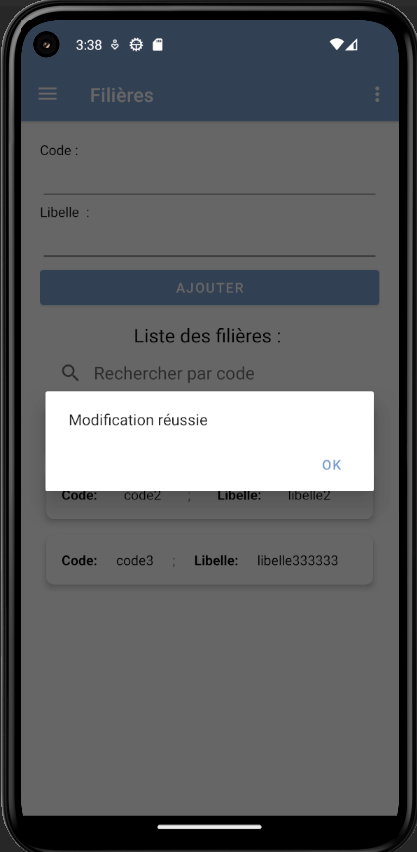 3:38
Filières
Code :
Libelle :
AJOUTER
Liste des filières :
Rechercher par code
Modification réussie
OK
Code: code2 ; Libelle: libelle2
Code: code3 ; Libelle: libelle333333